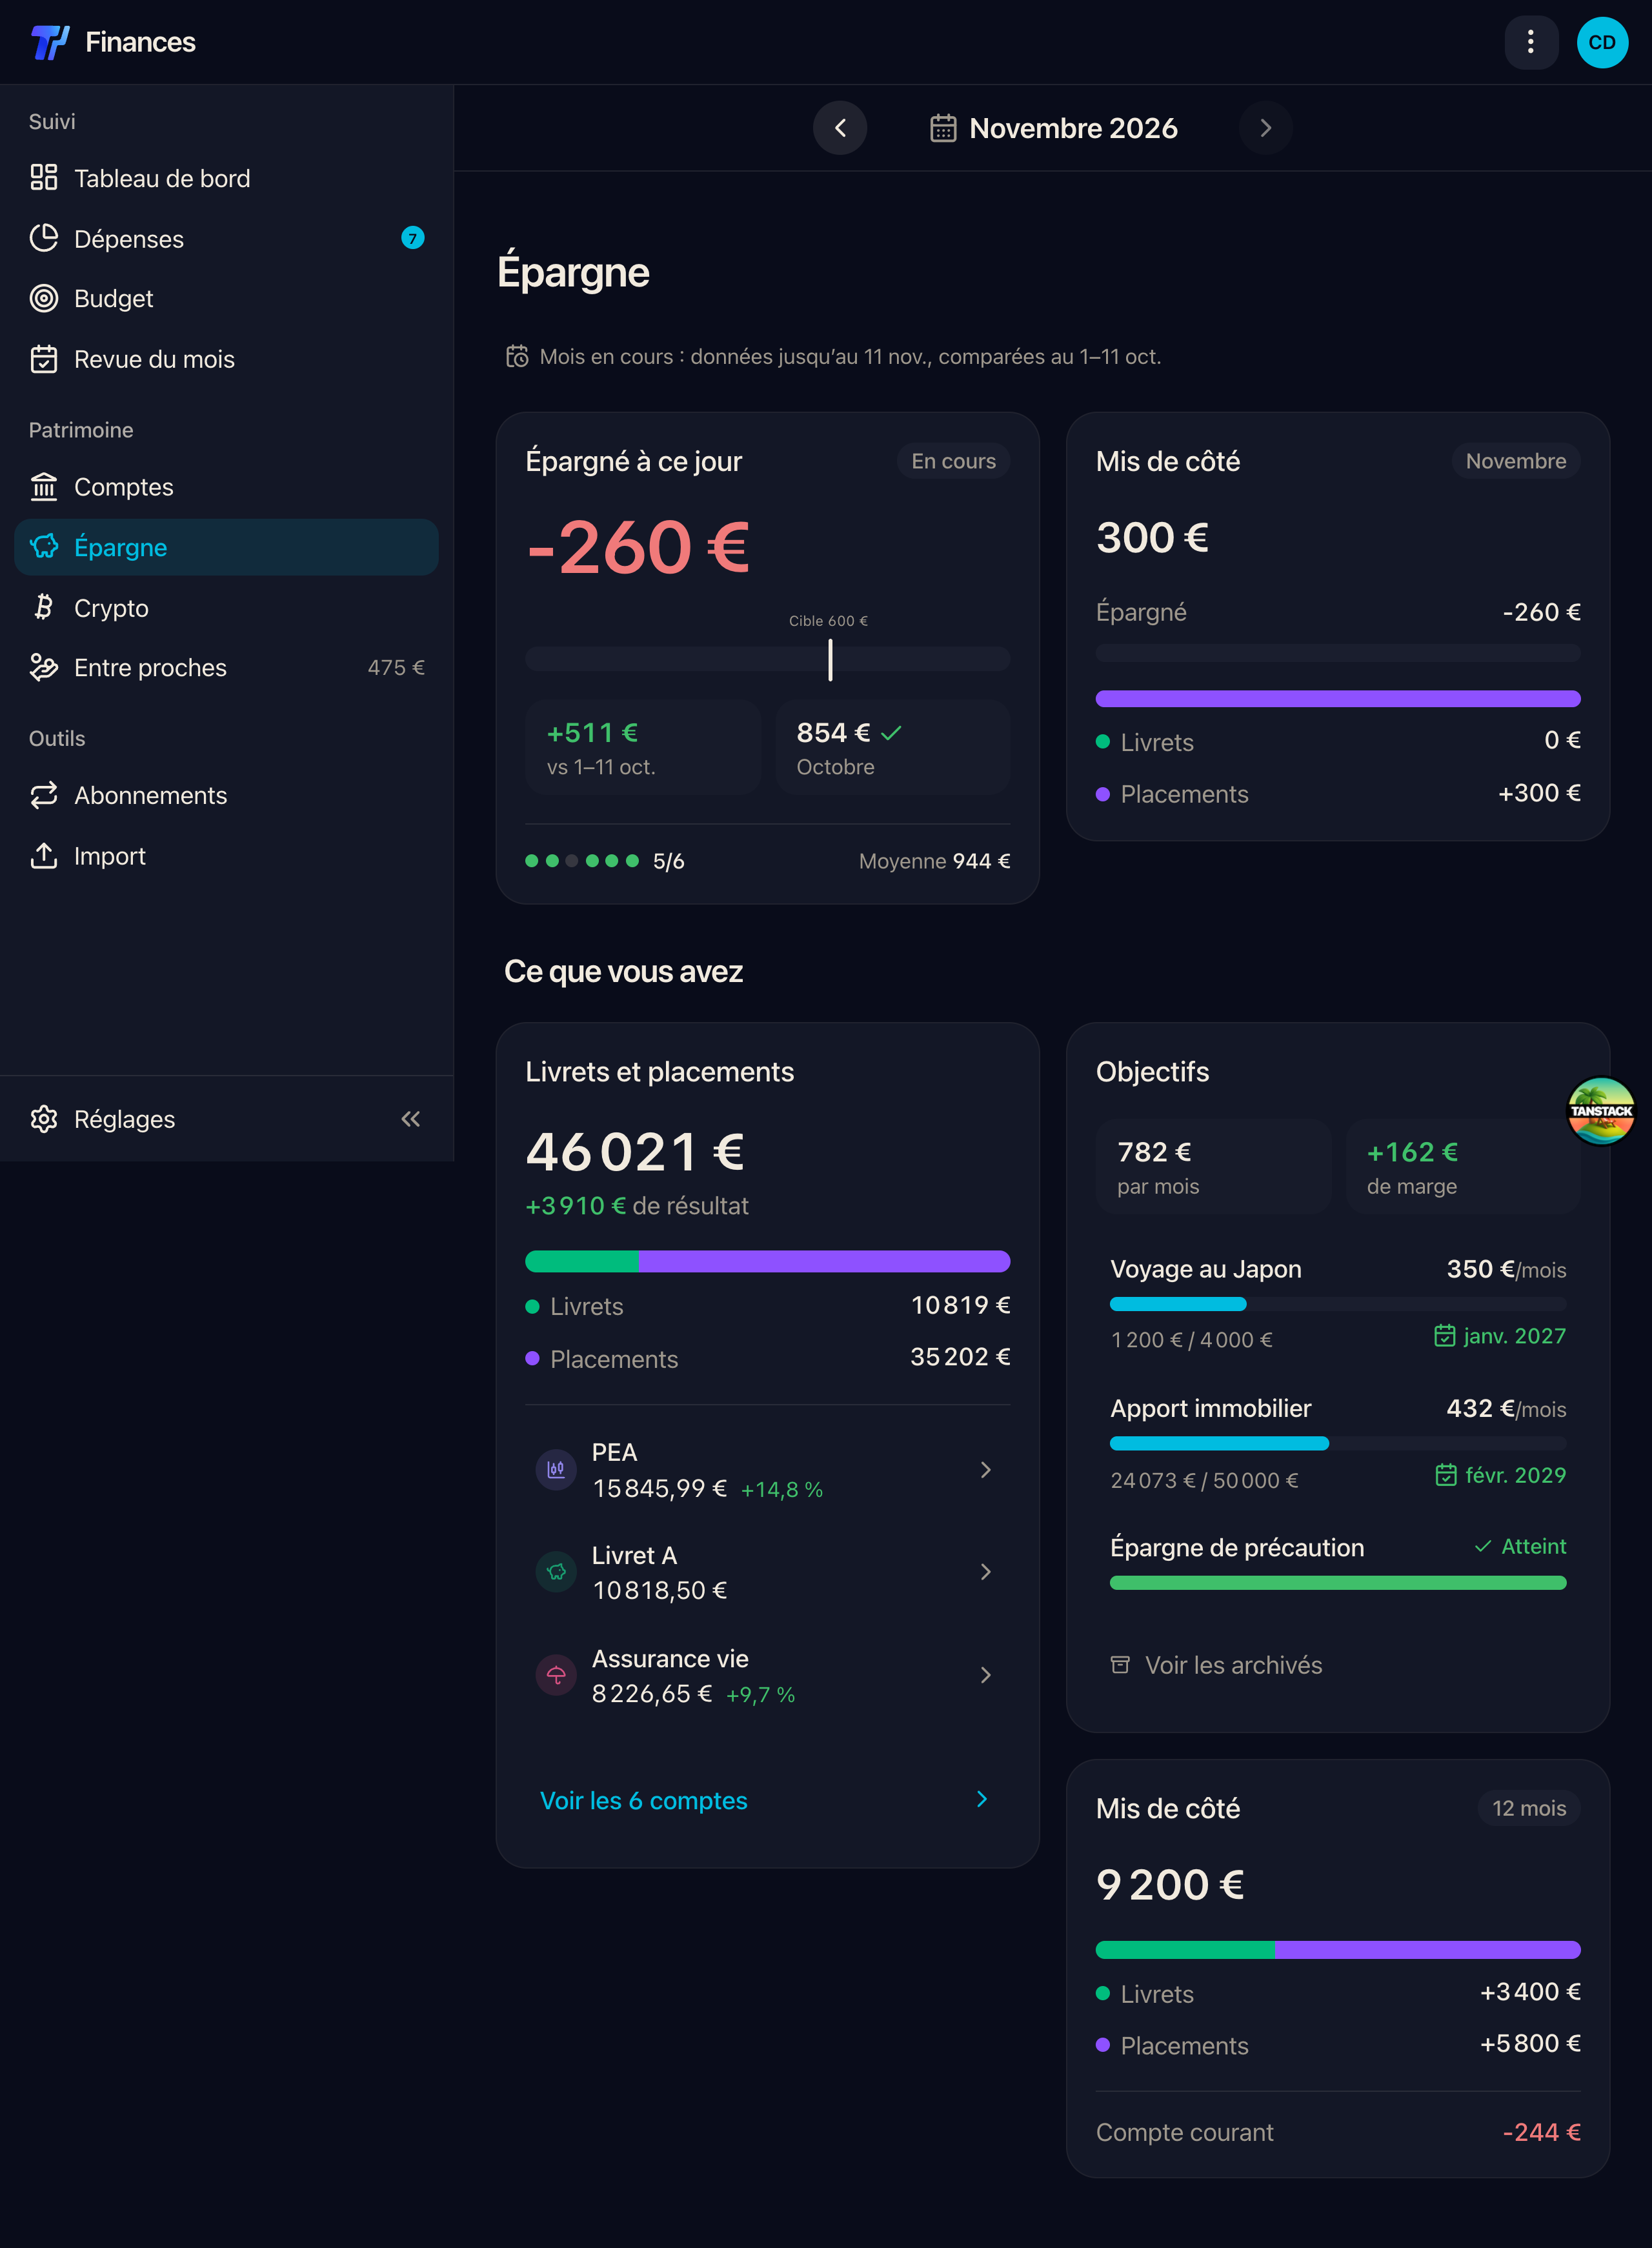 Finances
CD
Suivi
Tableau de bord
Dépenses 7
Budget
Revue du mois
Patrimoine
Comptes
Épargne
Crypto
Entre proches 475 €
Outils
Abonnements
Import
Réglages
Novembre 2026
Épargne
Mois en cours : données jusqu’au 11 nov., comparées au 1–11 oct.
Épargné à ce jour En cours
-260 €
Cible 600 €
+511 €
vs 1–11 oct.
854 €
Octobre
5/6 Moyenne 944 €
Mis de côté Novembre
300 €
Épargné -260 €
Livrets 0 €
Placements +300 €
Ce que vous avez
Livrets et placements
46 021 €
+3 910 € de résultat
Livrets 10 819 €
Placements 35 202 €
PEA
15 845,99 € +14,8 %
Livret A
10 818,50 €
Assurance vie
8 226,65 € +9,7 %
Voir les 6 comptes
Objectifs
TANSTACK
782 €
par mois
+162 €
de marge
Voyage au Japon 350 €/mois
1 200 € / 4 000 € janv. 2027
Apport immobilier 432 €/mois
24 073 € / 50 000 € févr. 2029
Épargne de précaution Atteint
Voir les archivés
Mis de côté 12 mois
9 200 €
Livrets +3 400 €
Placements +5 800 €
Compte courant -244 €